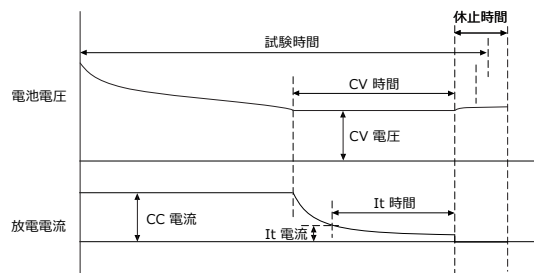 休止時間
試験時間
CV 時間
電池電圧
CV 電圧
It 時間
放電電流
CC 電流
It 電流